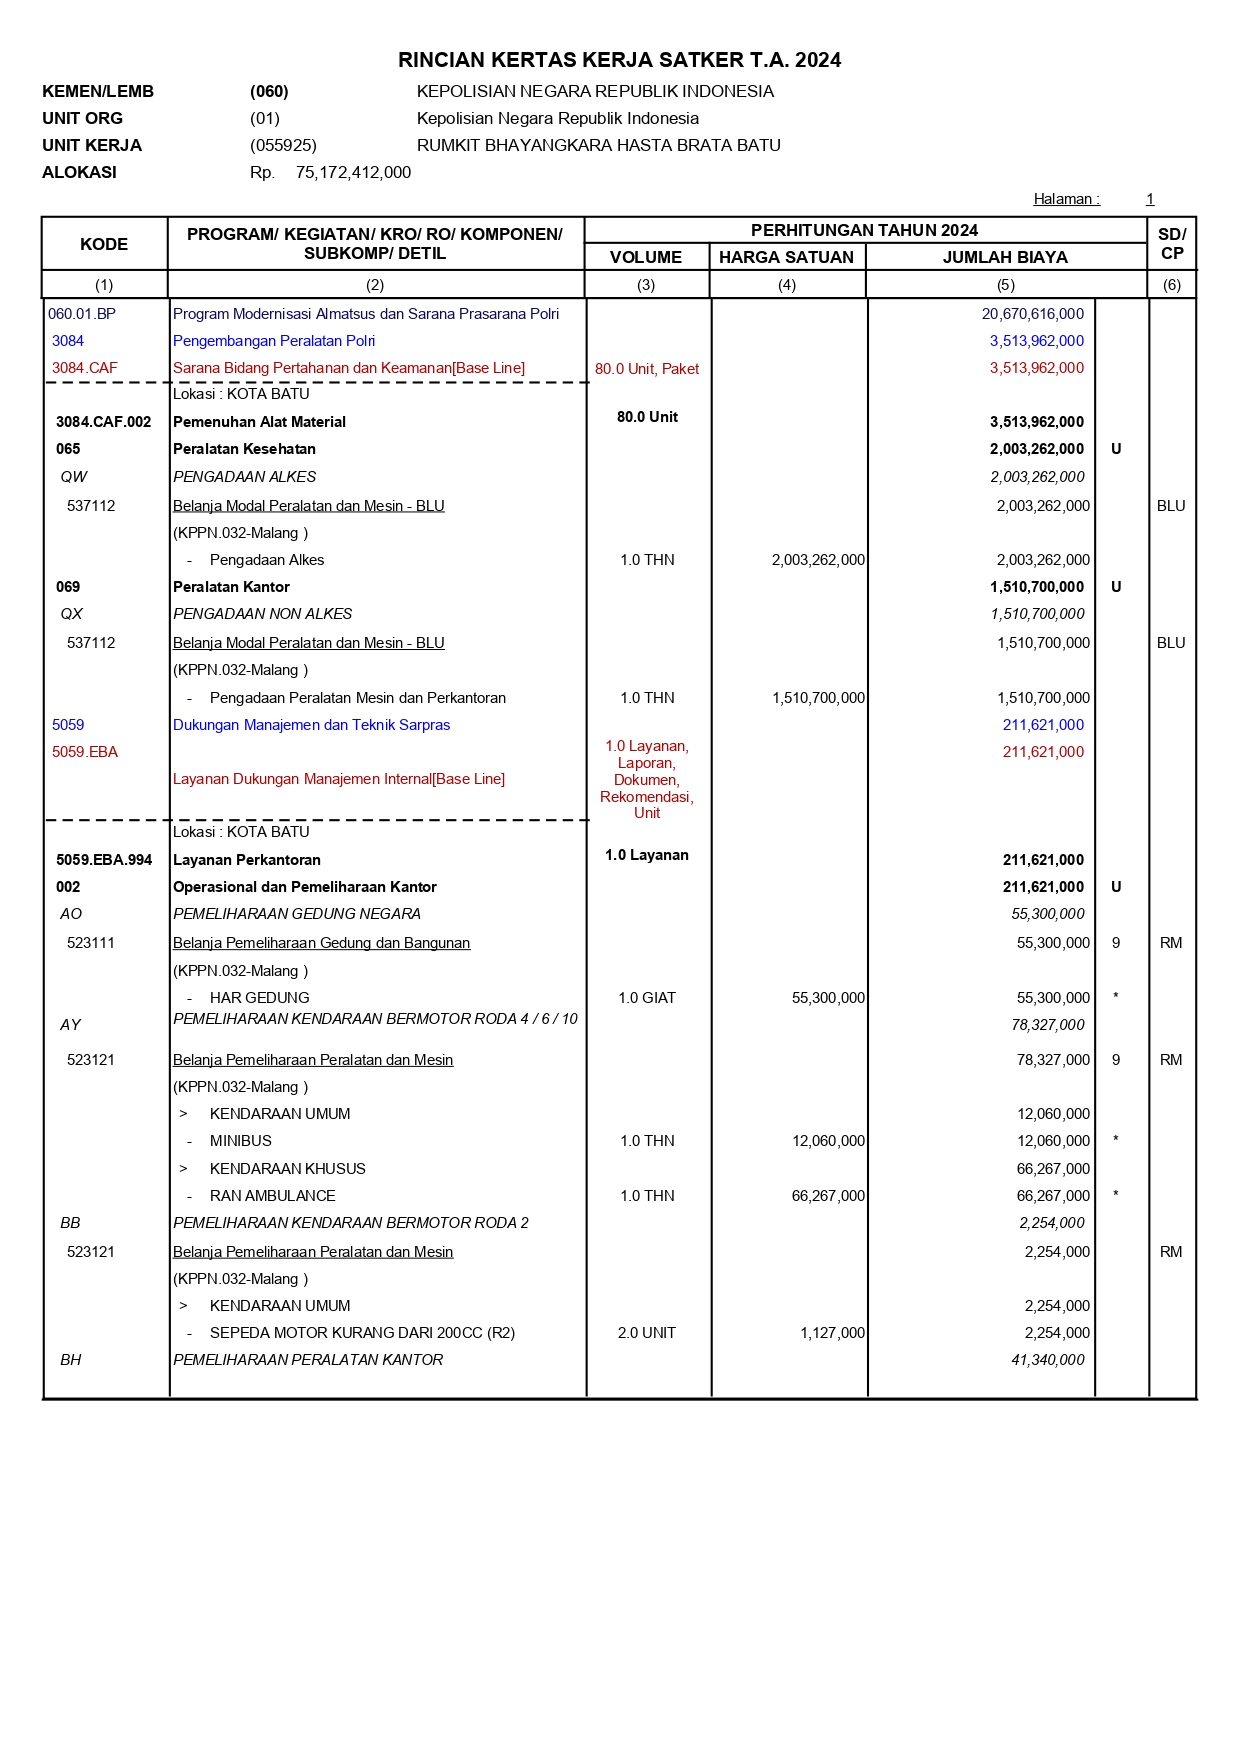 RINCIAN KERTAS KERJA SATKER T.A. 2024
KEMEN/LEMB (060) KEPOLISIAN NEGARA REPUBLIK INDONESIA
UNIT ORG (01) Kepolisian Negara Republik Indonesia
UNIT KERJA (055925) RUMKIT BHAYANGKARA HASTA BRATA BATU
ALOKASI Rp. 75,172,412,000
Halaman : 1
KODE PROGRAM/ KEGIATAN/ KRO/ RO/ KOMPONEN/ SUBKOMP/ DETIL PERHITUNGAN TAHUN 2024 SD/ CP
VOLUME HARGA SATUAN JUMLAH BIAYA
(1) (2) (3) (4) (5) (6)
060.01.BP Program Modernisasi Almatsus dan Sarana Prasarana Polri 20,670,616,000
3084 Pengembangan Peralatan Polri 3,513,962,000
3084.CAF Sarana Bidang Pertahanan dan Keamanan[Base Line] 80.0 Unit, Paket 3,513,962,000
Lokasi : KOTA BATU
3084.CAF.002 Pemenuhan Alat Material 80.0 Unit 3,513,962,000
065 Peralatan Kesehatan 2,003,262,000 U
QW PENGADAAN ALKES 2,003,262,000
537112 Belanja Modal Peralatan dan Mesin - BLU 2,003,262,000 BLU
(KPPN.032-Malang )
- Pengadaan Alkes 1.0 THN 2,003,262,000 2,003,262,000
069 Peralatan Kantor 1,510,700,000 U
QX PENGADAAN NON ALKES 1,510,700,000
537112 Belanja Modal Peralatan dan Mesin - BLU 1,510,700,000 BLU
(KPPN.032-Malang )
- Pengadaan Peralatan Mesin dan Perkantoran 1.0 THN 1,510,700,000 1,510,700,000
5059 Dukungan Manajemen dan Teknik Sarpras 211,621,000
5059.EBA 1.0 Layanan, 211,621,000
Laporan,
Layanan Dukungan Manajemen Internal[Base Line] Dokumen,
Rekomendasi,
Unit
Lokasi : KOTA BATU
5059.EBA.994 Layanan Perkantoran 1.0 Layanan 211,621,000
002 Operasional dan Pemeliharaan Kantor 211,621,000 U
AO PEMELIHARAAN GEDUNG NEGARA 55,300,000
523111 Belanja Pemeliharaan Gedung dan Bangunan 55,300,000 9 RM
(KPPN.032-Malang )
- HAR GEDUNG 1.0 GIAT 55,300,000 55,300,000 *
AY PEMELIHARAAN KENDARAAN BERMOTOR RODA 4 / 6 / 10 78,327,000
523121 Belanja Pemeliharaan Peralatan dan Mesin 78,327,000 9 RM
(KPPN.032-Malang )
> KENDARAAN UMUM 12,060,000
- MINIBUS 1.0 THN 12,060,000 12,060,000 *
> KENDARAAN KHUSUS 66,267,000
- RAN AMBULANCE 1.0 THN 66,267,000 66,267,000 *
BB PEMELIHARAAN KENDARAAN BERMOTOR RODA 2 2,254,000
523121 Belanja Pemeliharaan Peralatan dan Mesin 2,254,000 RM
(KPPN.032-Malang )
> KENDARAAN UMUM 2,254,000
- SEPEDA MOTOR KURANG DARI 200CC (R2) 2.0 UNIT 1,127,000 2,254,000
BH PEMELIHARAAN PERALATAN KANTOR 41,340,000